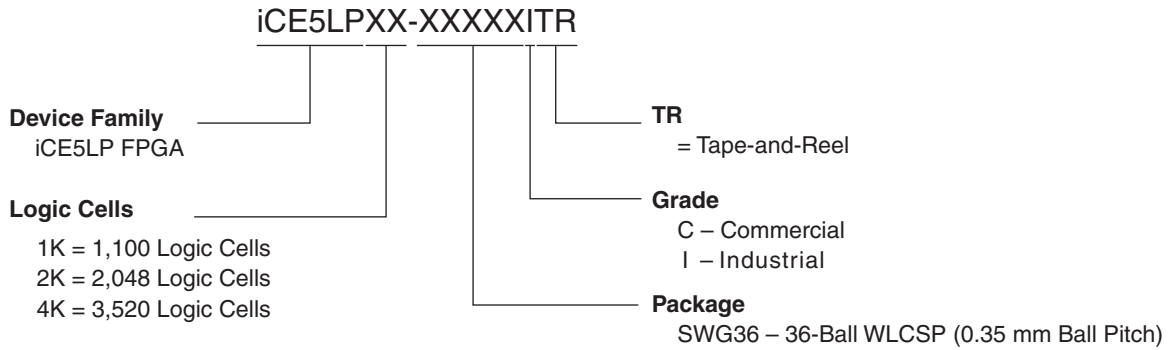 iCE5LPXX-XXXXXITR
Device Family
iCE5LP FPGA
Logic Cells
1K = 1,100 Logic Cells
2K = 2,048 Logic Cells
4K = 3,520 Logic Cells
TR
= Tape-and-Reel
Grade
C – Commercial
I – Industrial
Package
SWG36 – 36-Ball WLCSP (0.35 mm Ball Pitch)